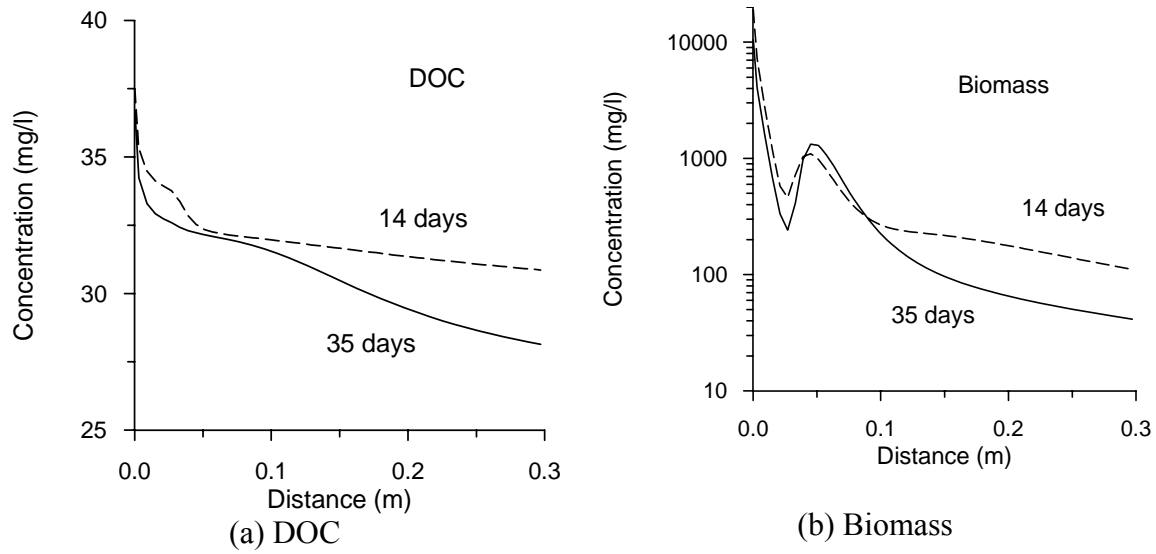 40
35
30
25
Concentration (mg/l)
DOC
14 days
35 days
0.0 0.1 0.2 0.3
Distance (m)
(a) DOC
10000
1000
100
10
Concentration (mg/l)
Biomass
14 days
35 days
0.0 0.1 0.2 0.3
Distance (m)
(b) Biomass